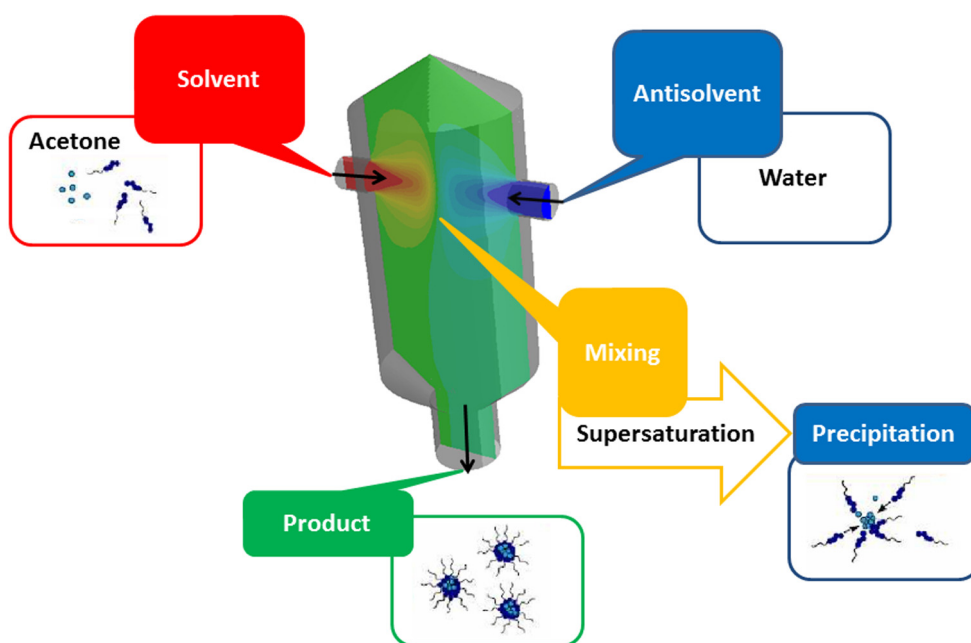 Solvent
Antisolvent
Acetone
Water
Mixing
Supersaturation
Precipitation
Product